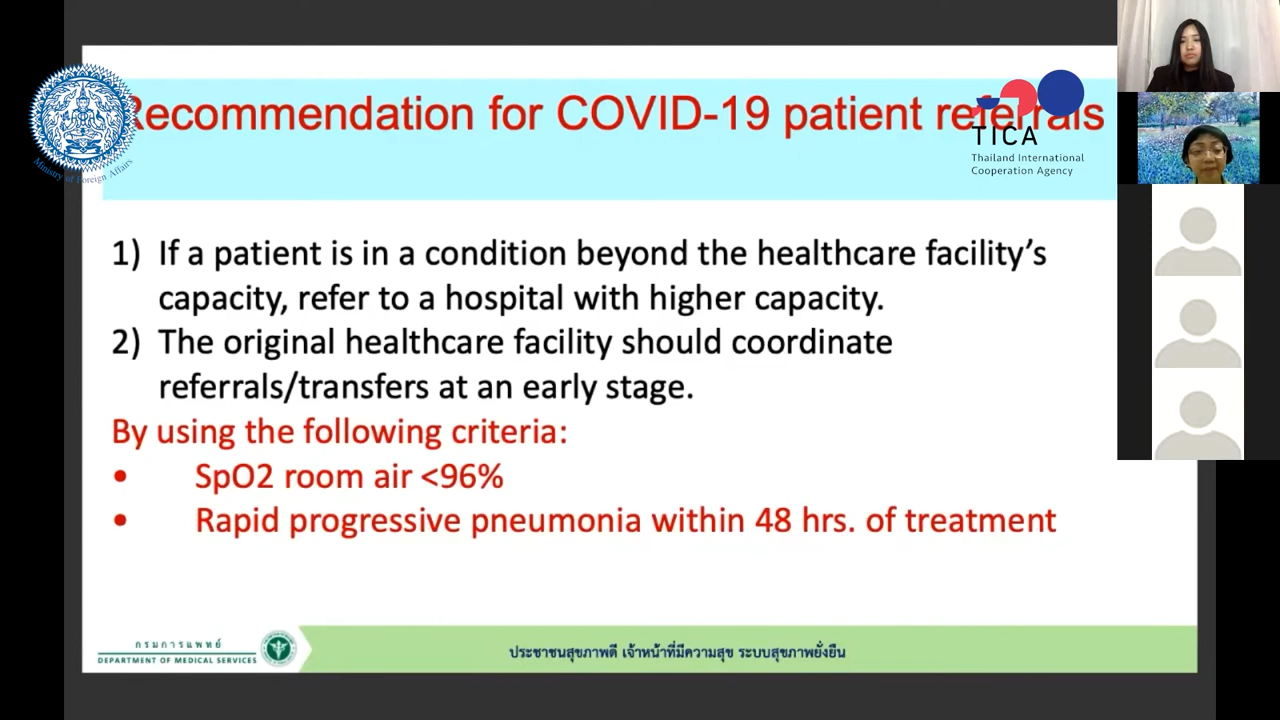 Recommendation for COVID-19 patient referrals
Ministry of Foreign Affairs
TICA
Thailand International
Cooperation Agency
1) If a patient is in a condition beyond the healthcare facility's
capacity, refer to a hospital with higher capacity.
2) The original healthcare facility should coordinate
referrals/transfers at an early stage.
By using the following criteria:
• SpO2 room air <96%
• Rapid progressive pneumonia within 48 hrs. of treatment
กรมการแพทย์
DEPARTMENT OF MEDICAL SERVICES
ประชาชนสุขภาพดี เจ้าหน้าที่มีความสุข ระบบสุขภาพยั่งยืน